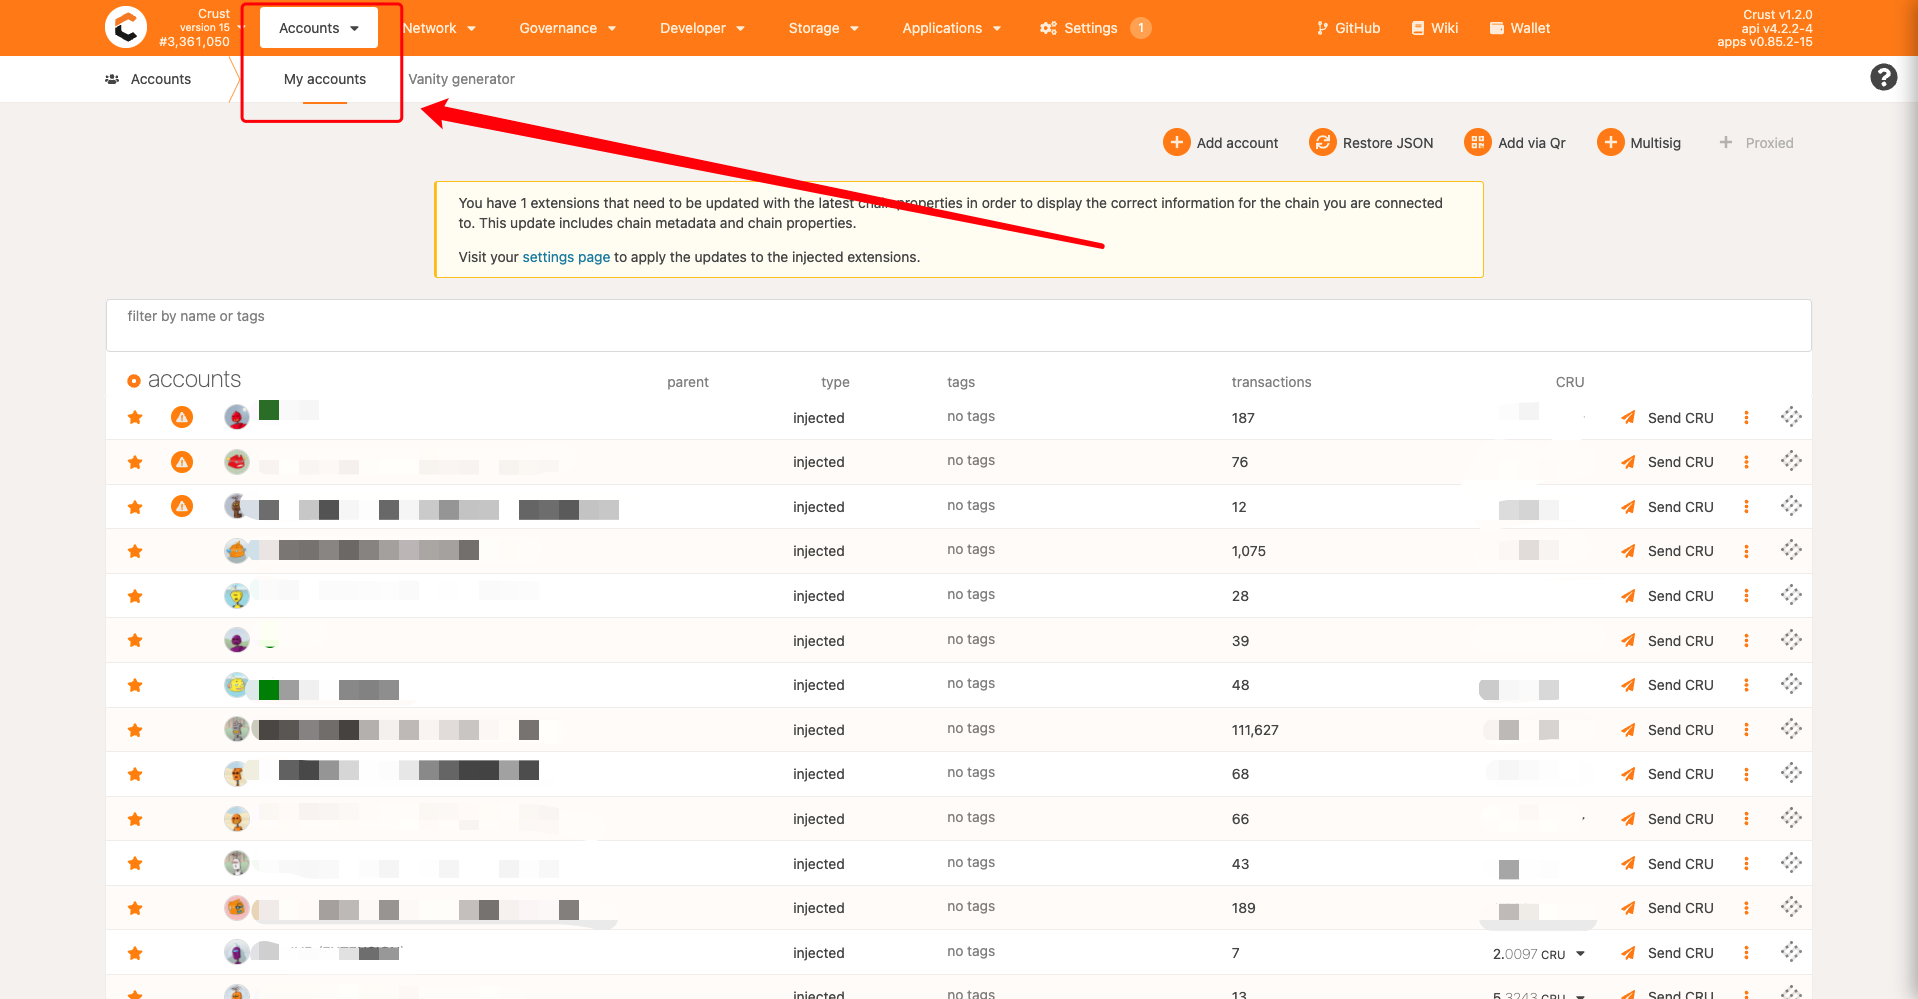 Crust
version 15
#3,361,050
Accounts
Network
Governance
Developer
Storage
Applications
Settings
1
GitHub
Wiki
Wallet
Crust v1.2.0
api v4.2.2-4
apps v0.85.2-15
Accounts
My accounts
Vanity generator
?
Add account
Restore JSON
Add via Qr
Multisig
Proxied
You have 1 extensions that need to be updated with the latest chain properties in order to display the correct information for the chain you are connected
to. This update includes chain metadata and chain properties.
Visit your settings page to apply the updates to the injected extensions.
filter by name or tags
accounts parent type tags transactions CRU
injected no tags 187 Send CRU
injected no tags 76 Send CRU
injected no tags 12 Send CRU
injected no tags 1,075 Send CRU
injected no tags 28 Send CRU
injected no tags 39 Send CRU
injected no tags 48 Send CRU
injected no tags 111,627 Send CRU
injected no tags 68 Send CRU
injected no tags 66 Send CRU
injected no tags 43 Send CRU
injected no tags 189 Send CRU
injected no tags 7 2.0097 CRU Send CRU
injected no tags 13 5.3243 CRU Send CRU